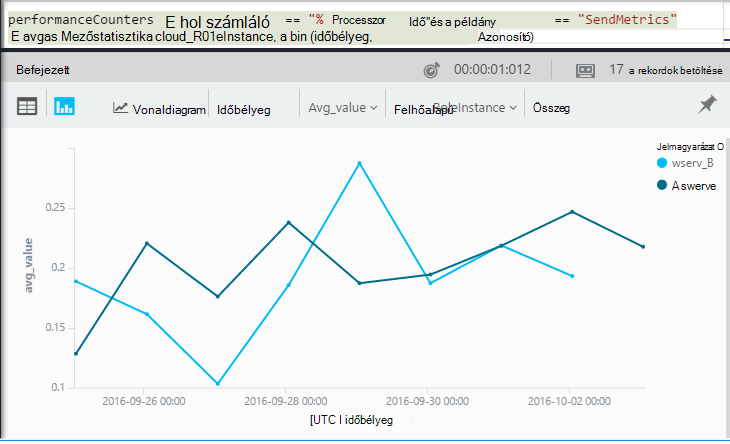 performanceCounters E hol számláló == "% Processzor Idő"és a példány == "SendMetrics"
E avgas Mezőstatisztika cloud_R01eInstance, a bin (időbélyeg, Azonosító)
Befejezett 00:00:01:012 17 a rekordok betöltése
Vonaldiagram Időbélyeg Avg_value Felhőalapú RoleInstance Összeg
Jelmagyarázat O
wserv_B
A swerve
avg_value
0.25
0.2
0.15
0.1
2016-09-26 00:00 2016-09-28 00:00 2016-09-30 00:00 2016-10-02 00:00
[UTC I időbélyeg